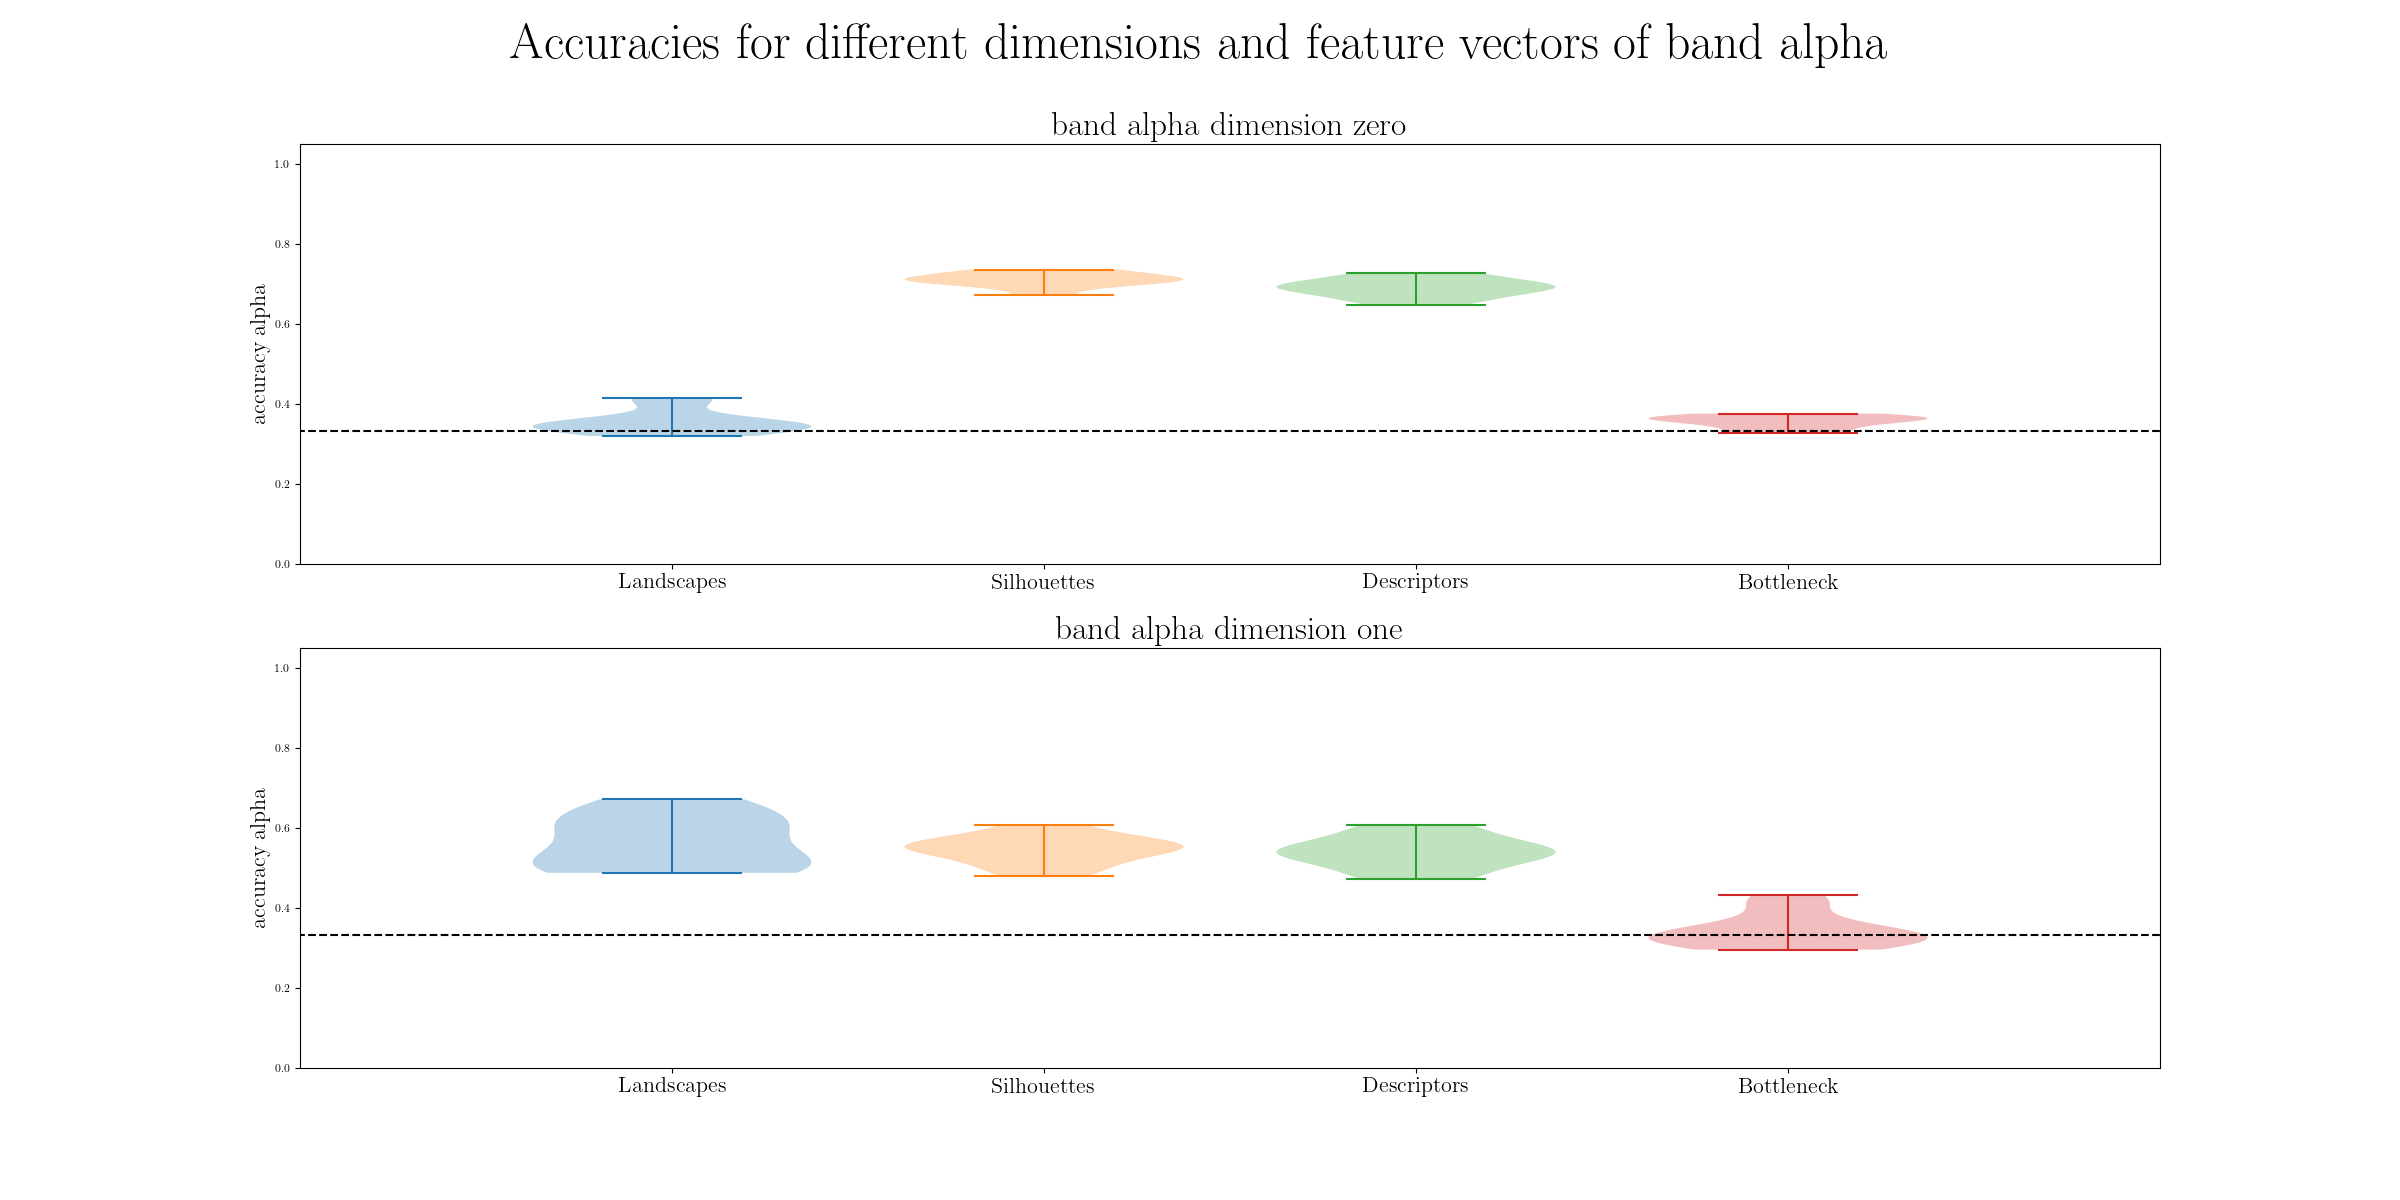 Accuracies for different dimensions and feature vectors of band alpha
band alpha dimension zero
accuracy alpha
1.0
0.8
0.6
0.4
0.2
0.0
Landscapes Silhouettes Descriptors Bottleneck
band alpha dimension one
accuracy alpha
1.0
0.8
0.6
0.4
0.2
0.0
Landscapes Silhouettes Descriptors Bottleneck